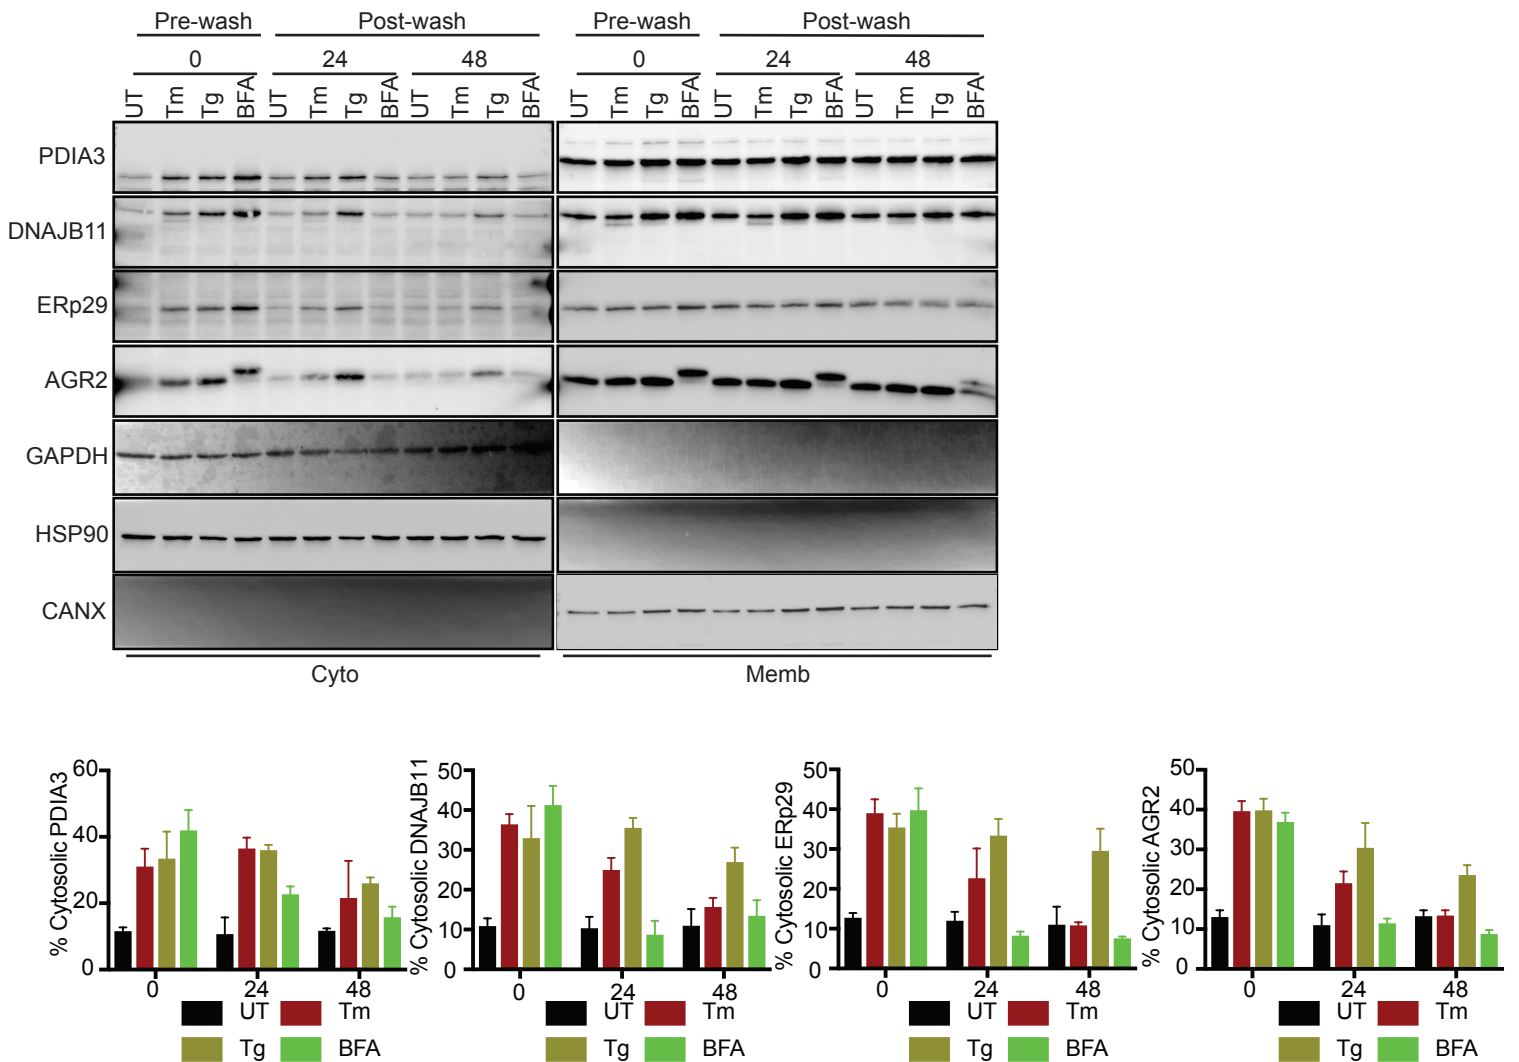 Pre-wash Post-wash Pre-wash Post-wash
0 24 48 0 24 48
UT Tm Tg BFA UT Tm Tg BFA UT Tm Tg BFA UT Tm Tg BFA UT Tm Tg BFA UT Tm Tg BFA
PDIA3
DNAJB11
ERp29
AGR2
GAPDH
HSP90
CANX
Cyto Memb
% Cytosolic PDIA3
60
40
20
0
0 24 48
UT Tm
Tg BFA
% Cytosolic DNAJB11
50
40
30
20
10
0
0 24 48
UT Tm
Tg BFA
% Cytosolic ERp29
50
40
30
20
10
0
0 24 48
UT Tm
Tg BFA
% Cytosolic AGR2
50
40
30
20
10
0
0 24 48
UT Tm
Tg BFA